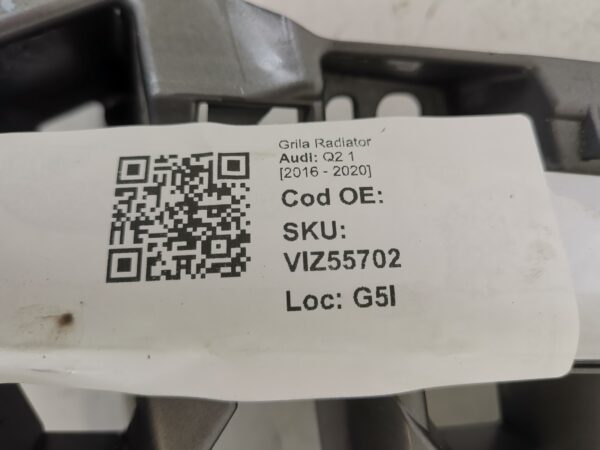 Grila Radiator
Audi: Q2 1
[2016 - 2020]
Cod OE:
SKU:
VIZ55702
Loc: G5I